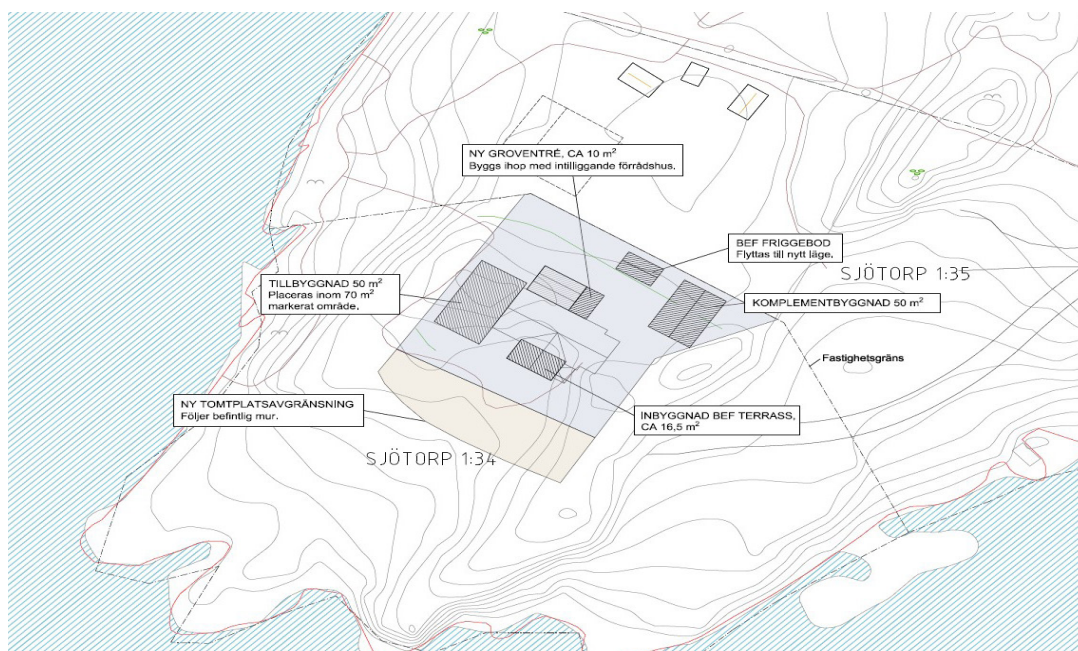 NY GROVENTRÉ, CA 10 m²
Byggs ihop med intilliggande förrådshus.
BEF FRIGGEBOD
Flyttas till nytt läge.
SJÖTORP 1:35
TILLBYGGNAD 50 m²
Placeras inom 70 m²
markerat område.
KOMPLEMENTBYGGNAD 50 m²
Fastighetsgräns
NY TOMTPLATSAVGRÄNSNING
Följer befintlig mur.
INBYGGNAD BEF TERRASS,
CA 16,5 m²
SJÖTORP 1:34